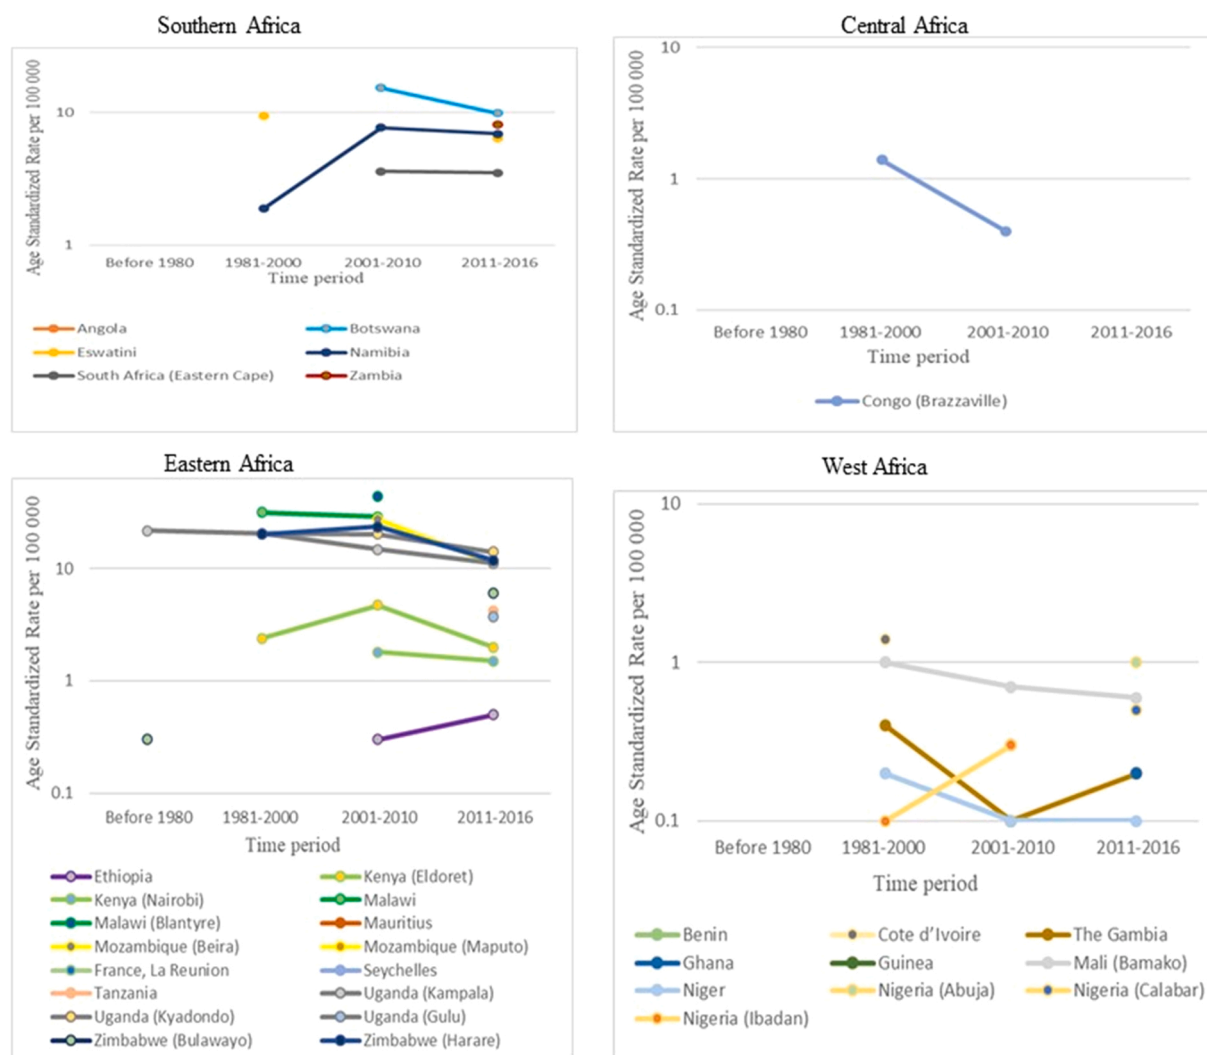 Southern Africa
Age Standardized Rate per 100 000
10
1
Before 1980 1981-2000 2001-2010 2011-2016
Time period
Angola Botswana
Eswatini Namibia
South Africa (Eastern Cape) Zambia
Central Africa
Age Standardized Rate per 100 000
10
1
0.1
Before 1980 1981-2000 2001-2010 2011-2016
Time period
Congo (Brazzaville)
Eastern Africa
Age Standardized Rate per 100 000
10
1
0.1
Before 1980 1981-2000 2001-2010 2011-2016
Time period
Ethiopia Kenya (Eldoret)
Kenya (Nairobi) Malawi
Malawi (Blantyre) Mauritius
Mozambique (Beira) Mozambique (Maputo)
France, La Reunion Seychelles
Tanzania Uganda (Kampala)
Uganda (Kyadondo) Uganda (Gulu)
Zimbabwe (Bulawayo) Zimbabwe (Harare)
West Africa
Age Standardized Rate per 100 000
10
1
0.1
Before 1980 1981-2000 2001-2010 2011-2016
Time period
Benin Cote d’Ivoire The Gambia
Ghana Guinea Mali (Bamako)
Niger Nigeria (Abuja) Nigeria (Calabar)
Nigeria (Ibadan)